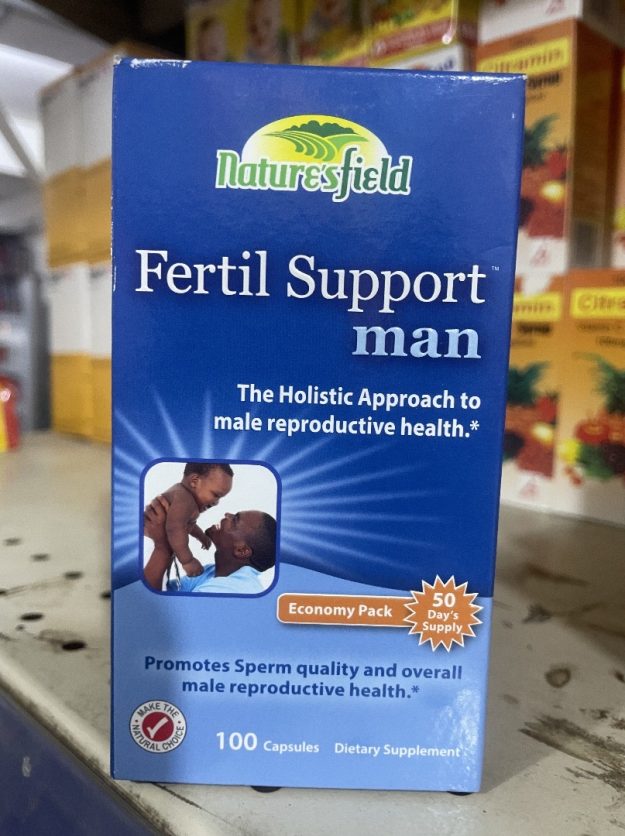 Nature'sfield
Fertil Support™
man
The Holistic Approach to
male reproductive health.*
Economy Pack
50
Day's
Supply
Promotes Sperm quality and overall
male reproductive health.*
MAKE THE
NATURAL CHOICE
100 Capsules Dietary Supplement